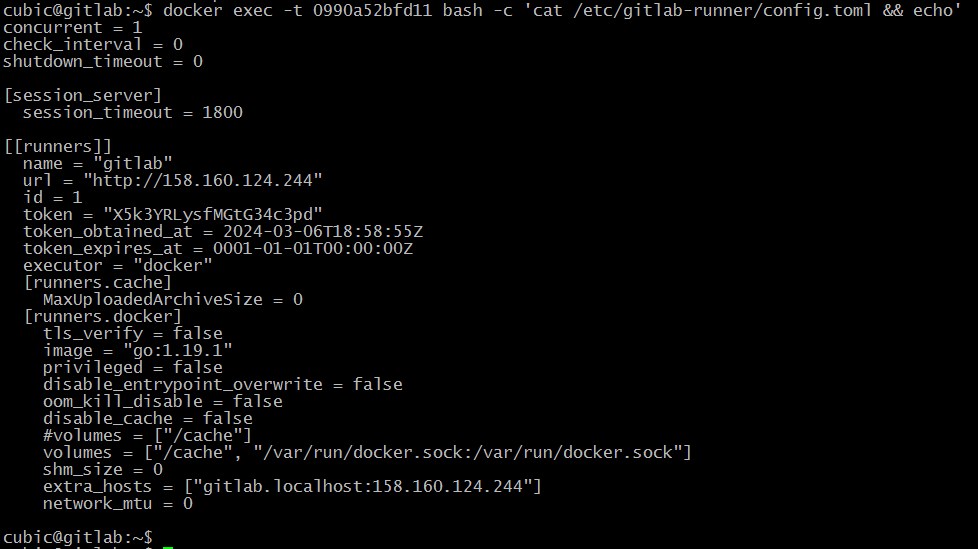 cubic@gitlab:~$ docker exec -t 0990a52bfd11 bash -c 'cat /etc/gitlab-runner/config.toml && echo'
concurrent = 1
check_interval = 0
shutdown_timeout = 0

[session_server]
  session_timeout = 1800

[[runners]]
  name = "gitlab"
  url = "http://158.160.124.244"
  id = 1
  token = "X5k3YRLysfMGtG34c3pd"
  token_obtained_at = 2024-03-06T18:58:55Z
  token_expires_at = 0001-01-01T00:00:00Z
  executor = "docker"
  [runners.cache]
    MaxUploadedArchiveSize = 0
  [runners.docker]
    tls_verify = false
    image = "go:1.19.1"
    privileged = false
    disable_entrypoint_overwrite = false
    oom_kill_disable = false
    disable_cache = false
    #volumes = ["/cache"]
    volumes = ["/cache", "/var/run/docker.sock:/var/run/docker.sock"]
    shm_size = 0
    extra_hosts = ["gitlab.localhost:158.160.124.244"]
    network_mtu = 0

cubic@gitlab:~$